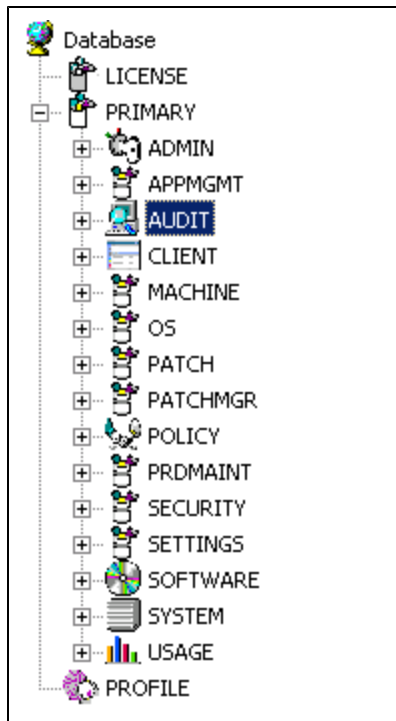 Database
LICENSE
PRIMARY
ADMIN
APPMGMT
AUDIT
CLIENT
MACHINE
OS
PATCH
PATCHMGR
POLICY
PRDMAINT
SECURITY
SETTINGS
SOFTWARE
SYSTEM
USAGE
PROFILE